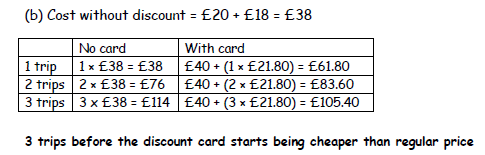 (b) Cost without discount = £20 + £18 = £38
No card With card
1 trip 1 x £38 = £38 £40 + (1 x £21.80) = £61.80
2 trips 2 x £38 = £76 £40 + (2 x £21.80) = £83.60
3 trips 3 x £38 = £114 £40 + (3 x £21.80) = £105.40
3 trips before the discount card starts being cheaper than regular price